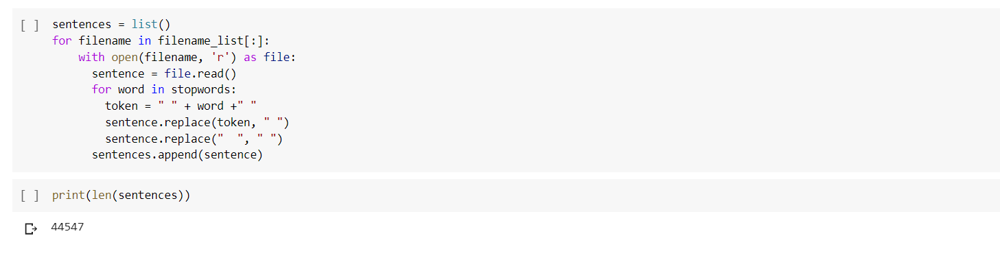 [ ] sentences = list()
for filename in filename_list[:]:
    with open(filename, 'r') as file:
      sentence = file.read()
      for word in stopwords:
        token = " " + word +" "
        sentence.replace(token, " ")
        sentence.replace("  ", " ")
      sentences.append(sentence)
[ ] print(len(sentences))
44547